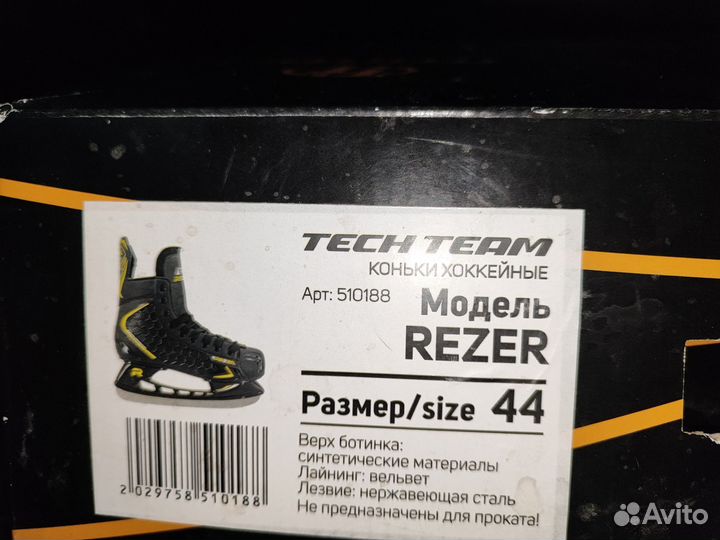 TECH TEAM
КОНЬКИ ХОККЕЙНЫЕ
Арт: 510188 Модель
REZER
Размер/size 44
Верх ботинка:
синтетические материалы
Лайнинг: вельвет
Лезвие: нержавеющая сталь
Не предназначены для проката!
2 029758 510188
Avito